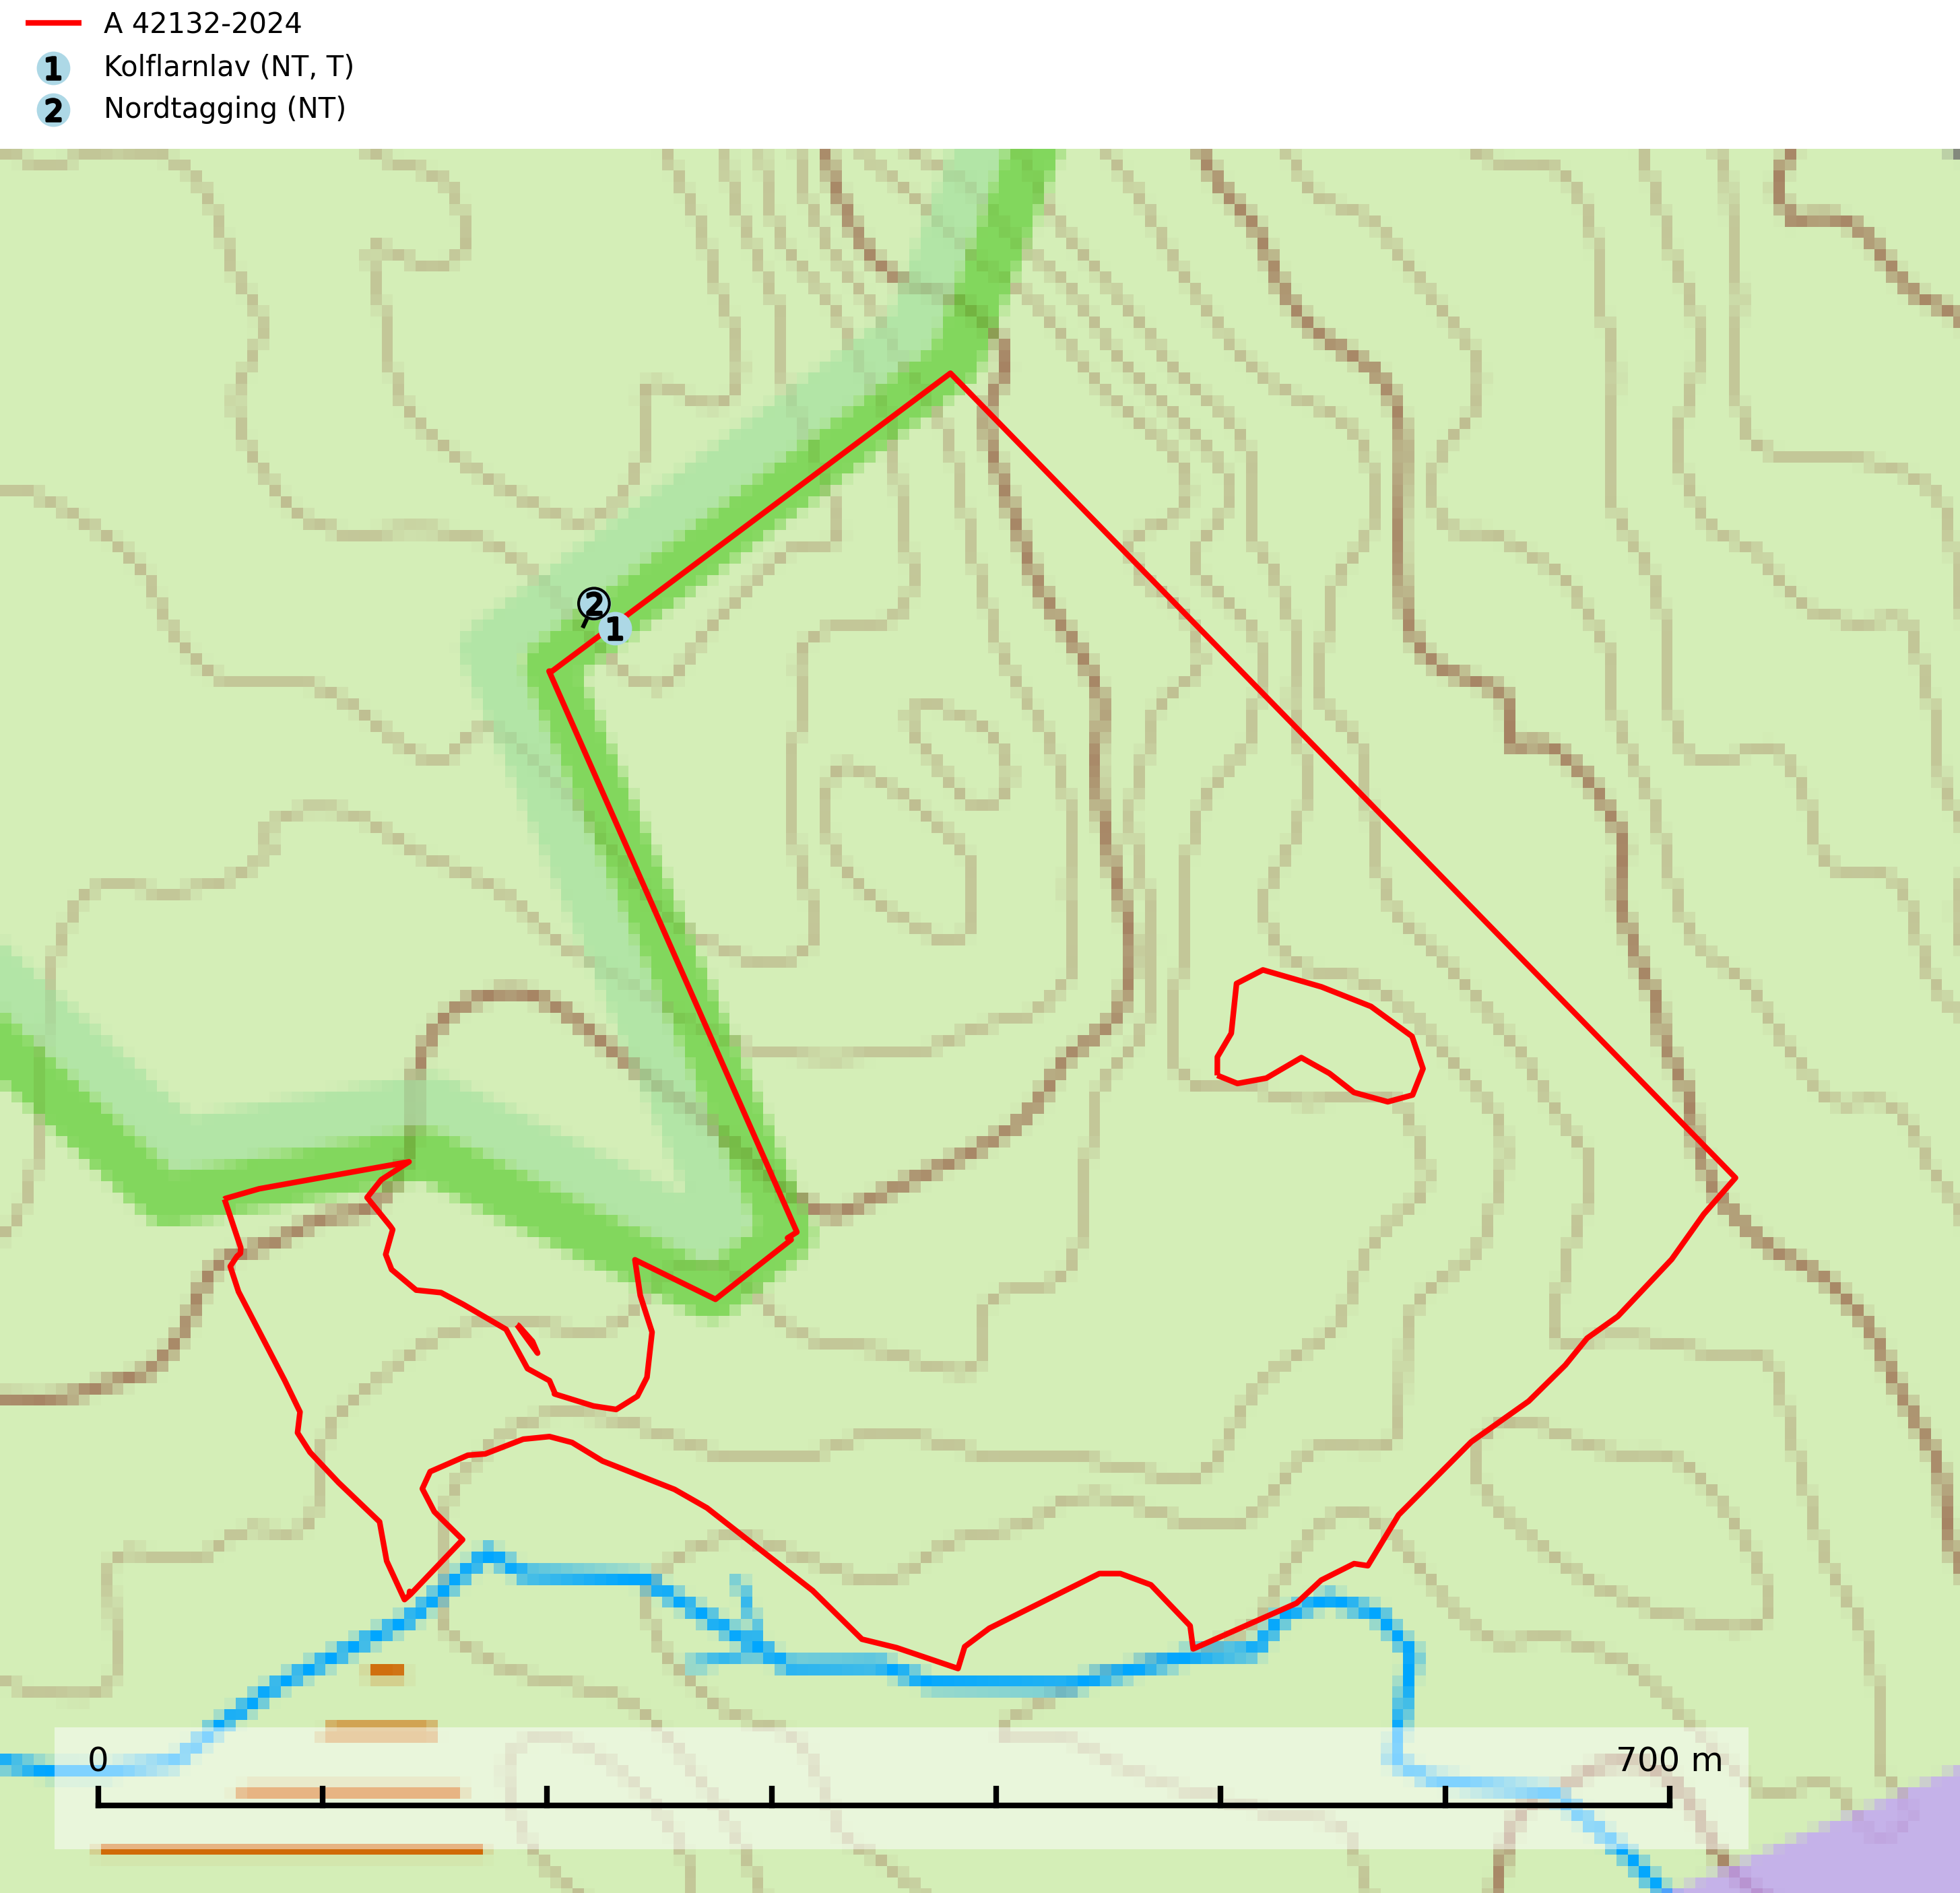 A 42132-2024
1 Kolflarnlav (NT, T)
2 Nordtagging (NT)
2
1
0 700 m